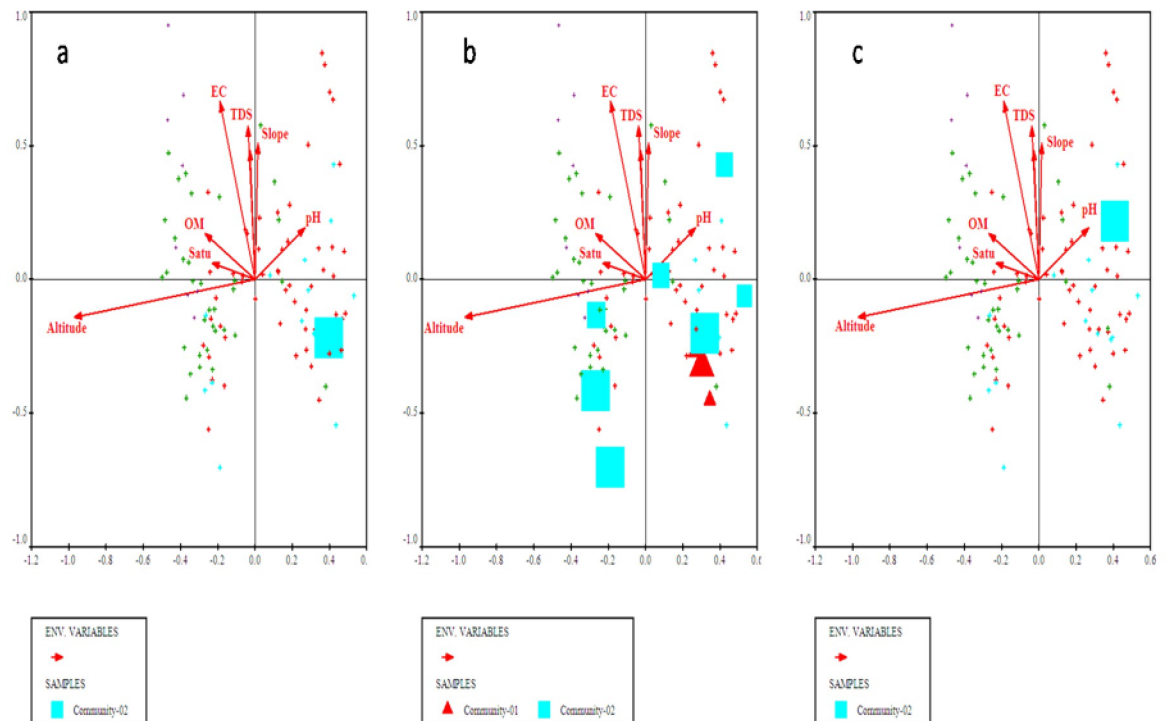 a
b
c
1.0
EC
TDS
Slope
0.5
OM
pH
Satu
0.0
Altitude
-0.5
-1.0
-1.2 -1.0 -0.8 -0.6 -0.4 -0.2 0.0 0.2 0.4 0.6
ENV. VARIABLES
SAMPLES
Community-02
1.0
EC
TDS
Slope
0.5
OM
pH
Satu
0.0
Altitude
-0.5
-1.0
-1.2 -1.0 -0.8 -0.6 -0.4 -0.2 0.0 0.2 0.4 0.6
ENV. VARIABLES
SAMPLES
Community-01 Community-02
1.0
EC
TDS
Slope
0.5
OM
pH
Satu
0.0
Altitude
-0.5
-1.0
-1.2 -1.0 -0.8 -0.6 -0.4 -0.2 0.0 0.2 0.4 0.6
ENV. VARIABLES
SAMPLES
Community-02